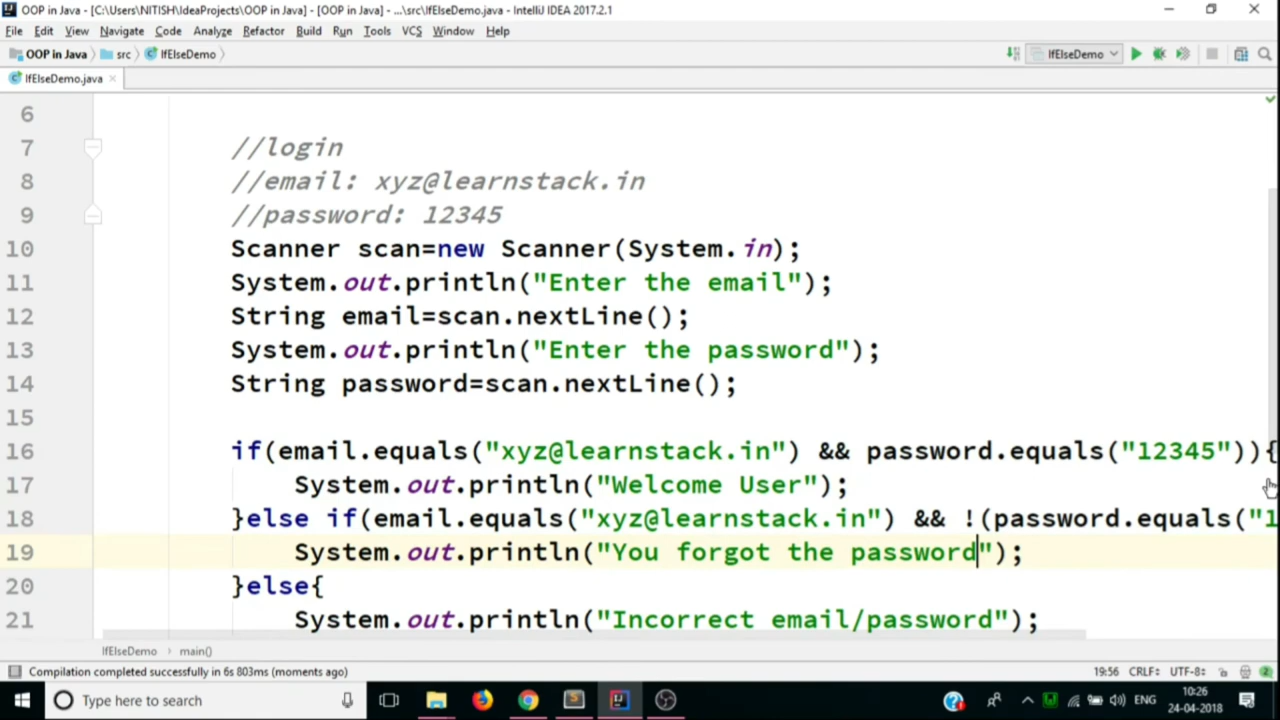 OOP in Java - [C:\Users\NITISH\IdeaProjects\OOP in Java] - [OOP in Java] - ...\src\IfElseDemo.java - IntelliJ IDEA 2017.2.1
File Edit View Navigate Code Analyze Refactor Build Run Tools VCS Window Help
OOP in Java src IfElseDemo IfElseDemo
IfElseDemo.java
6
7 //login
8 //email: xyz@learnstack.in
9 //password: 12345
10 Scanner scan=new Scanner(System.in);
11 System.out.println("Enter the email");
12 String email=scan.nextLine();
13 System.out.println("Enter the password");
14 String password=scan.nextLine();
15
16 if(email.equals("xyz@learnstack.in") && password.equals("12345")){
17 System.out.println("Welcome User");
18 }else if(email.equals("xyz@learnstack.in") && !(password.equals("1
19 System.out.println("You forgot the password");
20 }else{
21 System.out.println("Incorrect email/password");
IfElseDemo main()
Compilation completed successfully in 6s 803ms (moments ago) 19:56 CRLF UTF-8
Type here to search ENG 10:26
24-04-2018